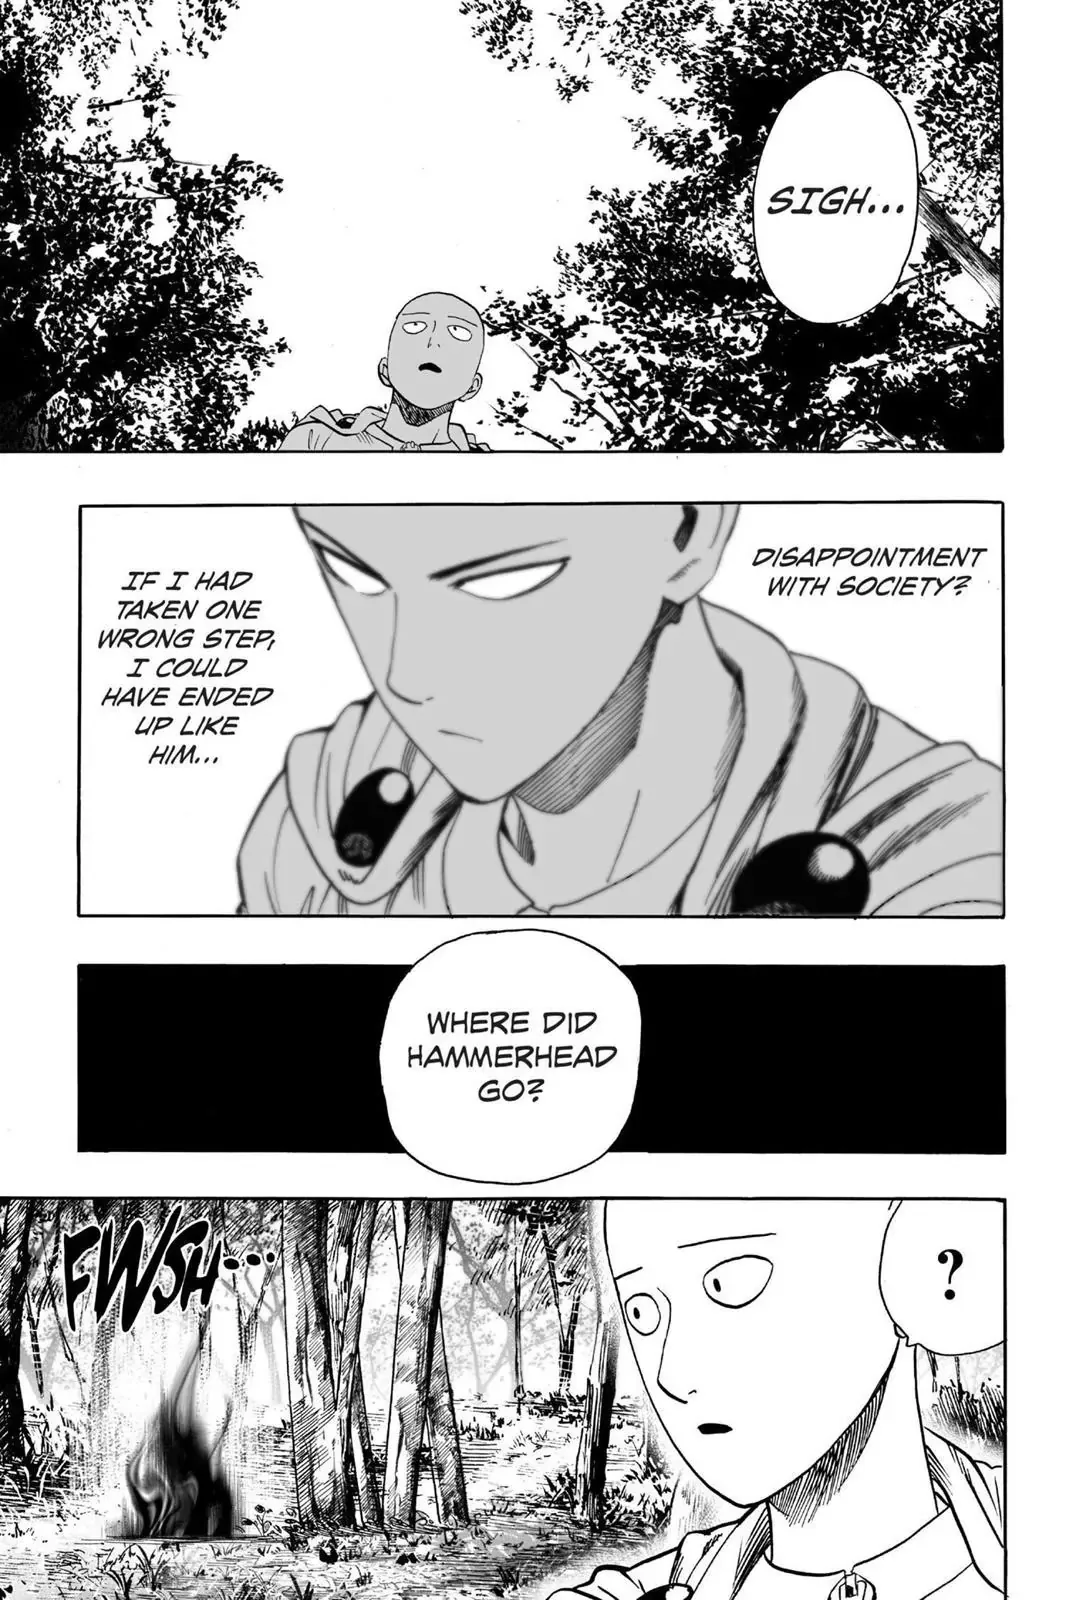 SIGH...
DISAPPOINTMENT
WITH SOCIETY?
IF I HAD
TAKEN ONE
WRONG STEP,
I COULD
HAVE ENDED
UP LIKE
HIM...
WHERE DID
HAMMERHEAD
GO?
?
FWSH...